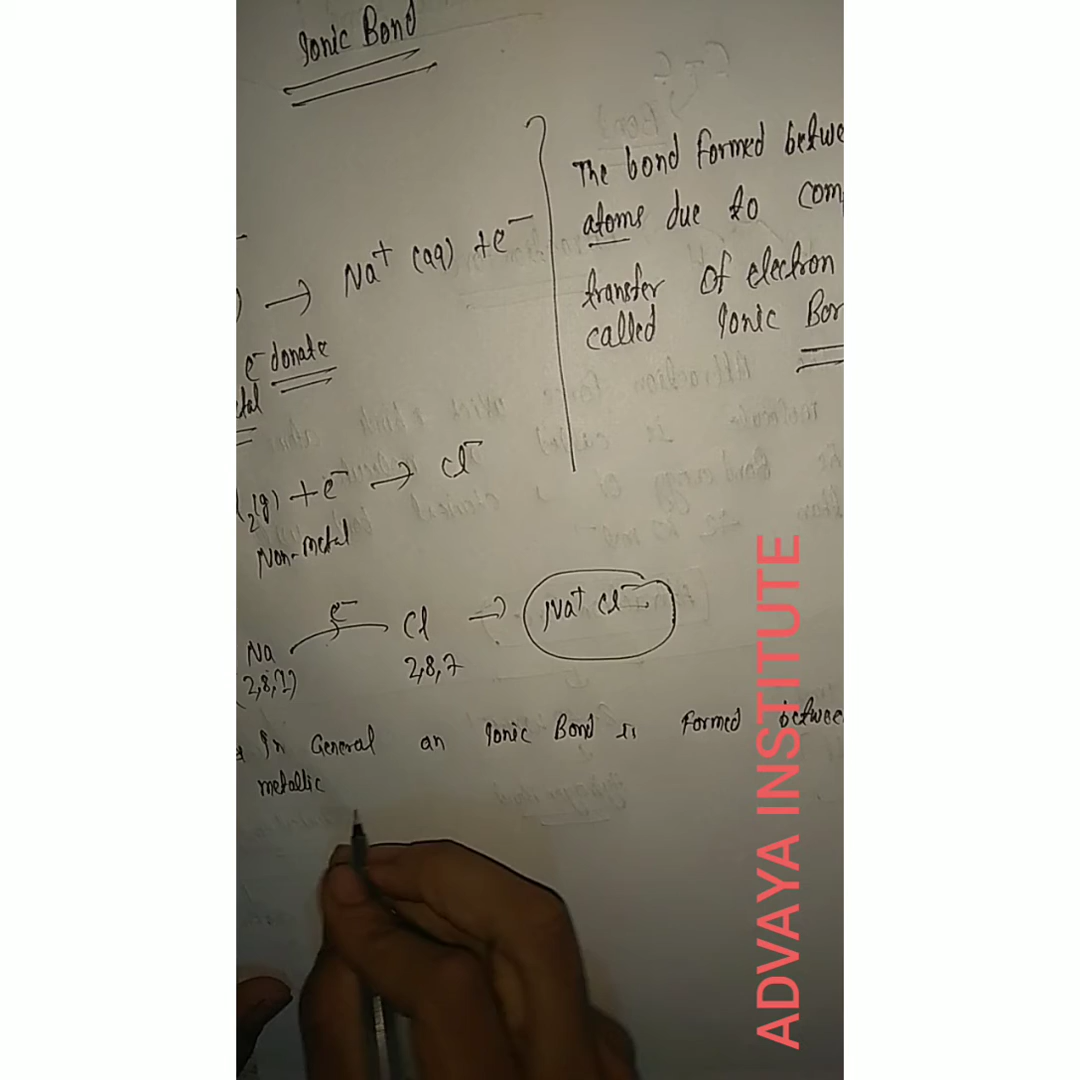 Ionic Bond
→ Na⁺ (aq) + e⁻
e⁻ donate
Cl₂(g) + e⁻ → Cl⁻
Non-metal
The bond formed betwe
atoms due to com
transfer of electron
called Ionic Bon
e⁻
Na Cl → Na⁺ Cl⁻
(2,8,1) 2,8,7
In General an Ionic Bond is formed betwee
metallic
ADVAYA INSTITUTE